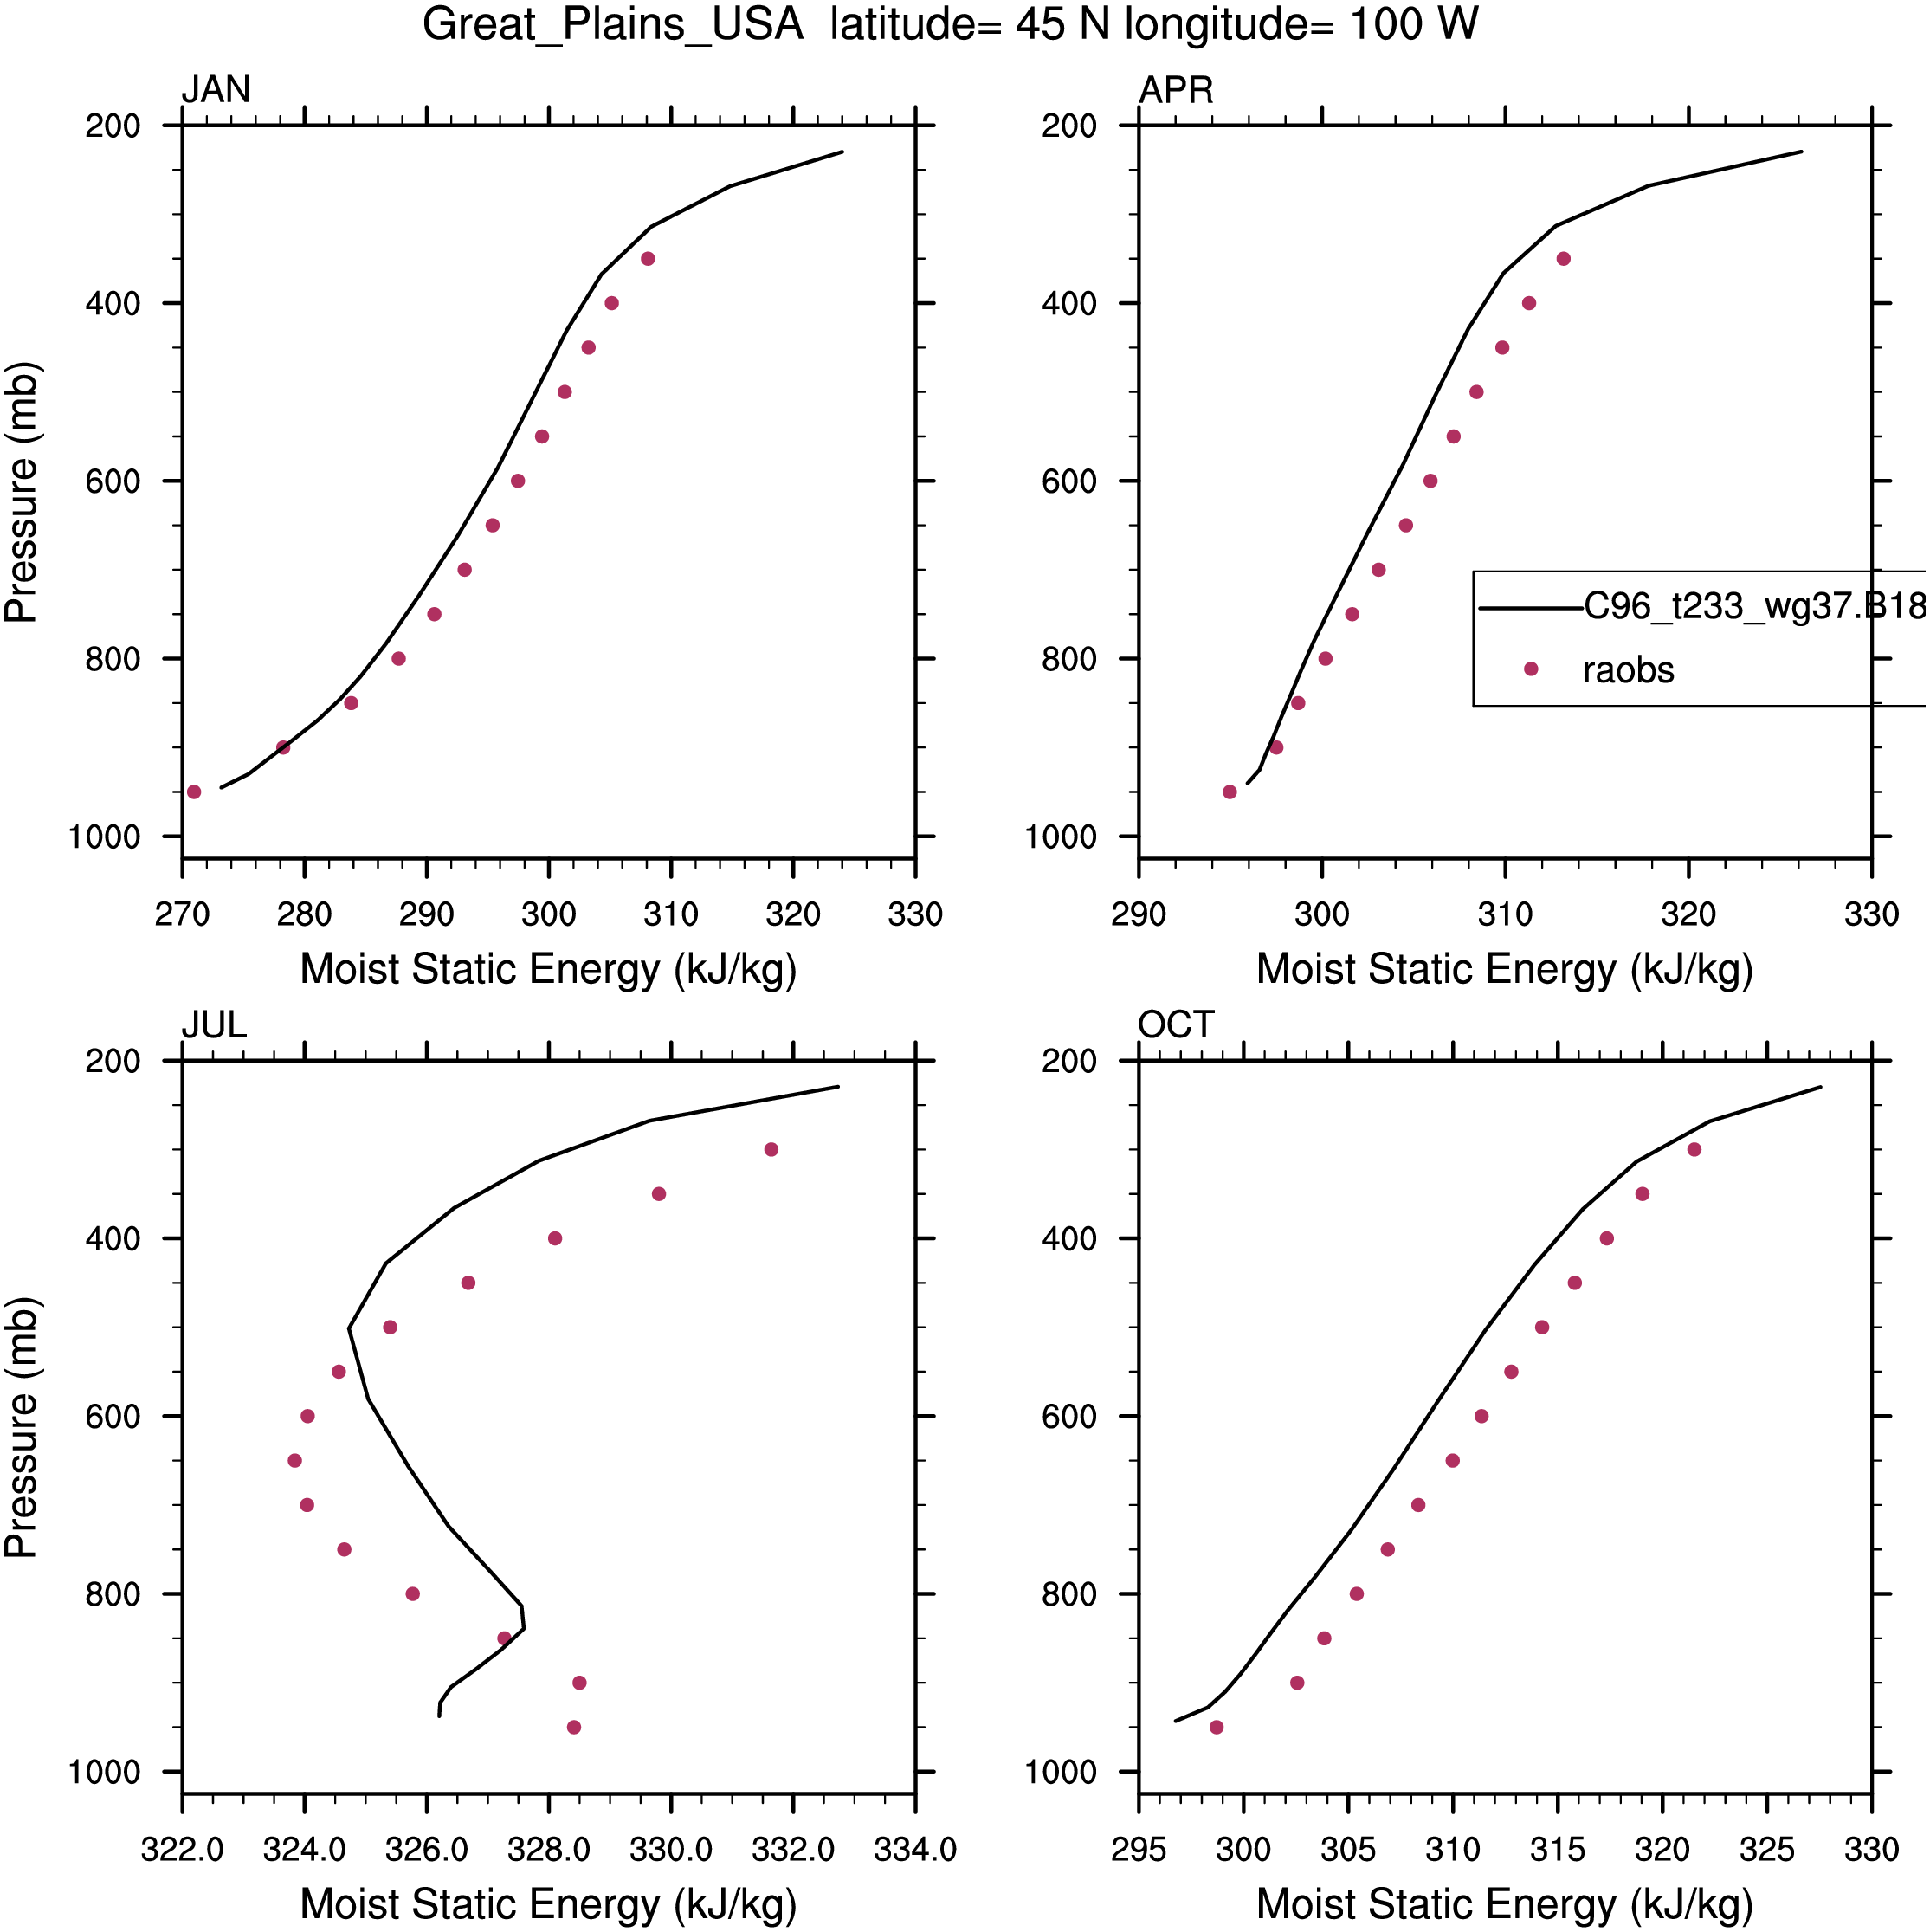 Great_Plains_USA  latitude= 45 N longitude= 100 W
JAN
200
400
600
800
1000
Pressure (mb)
270 280 290 300 310 320 330
Moist Static Energy (kJ/kg)
APR
200
400
600
800
1000
290 300 310 320 330
Moist Static Energy (kJ/kg)
C96_t233_wg37.B18
raobs
JUL
200
400
600
800
1000
Pressure (mb)
322.0 324.0 326.0 328.0 330.0 332.0 334.0
Moist Static Energy (kJ/kg)
OCT
200
400
600
800
1000
295 300 305 310 315 320 325 330
Moist Static Energy (kJ/kg)